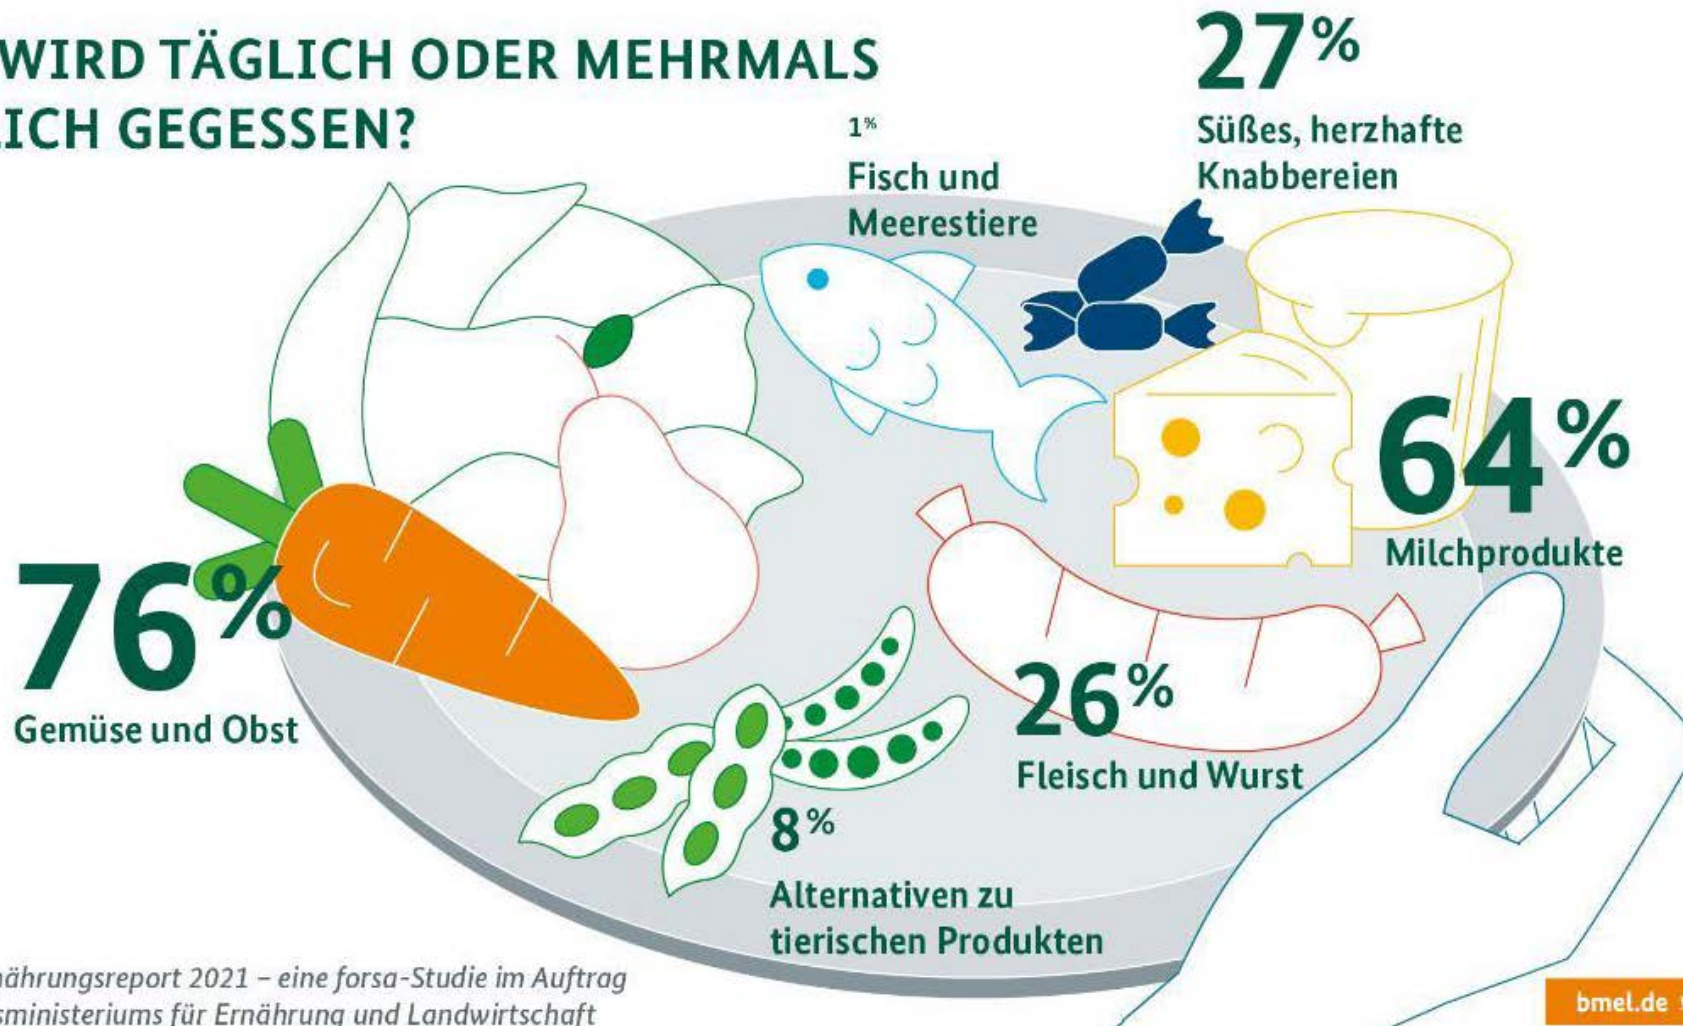 WIRD TÄGLICH ODER MEHRMALS
LICH GEGESSEN?
27%
Süßes, herzhafte
Knabbereien
1%
Fisch und
Meerestiere
64%
Milchprodukte
76%
Gemüse und Obst
26%
Fleisch und Wurst
8%
Alternativen zu
tierischen Produkten
nährungsreport 2021 – eine forsa-Studie im Auftrag
sministeriums für Ernährung und Landwirtschaft
bmel.de